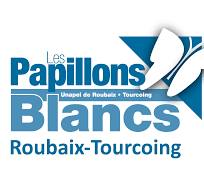 Les
Papillons
Unapei de Roubaix - Tourcoing
Blancs
Roubaix-Tourcoing